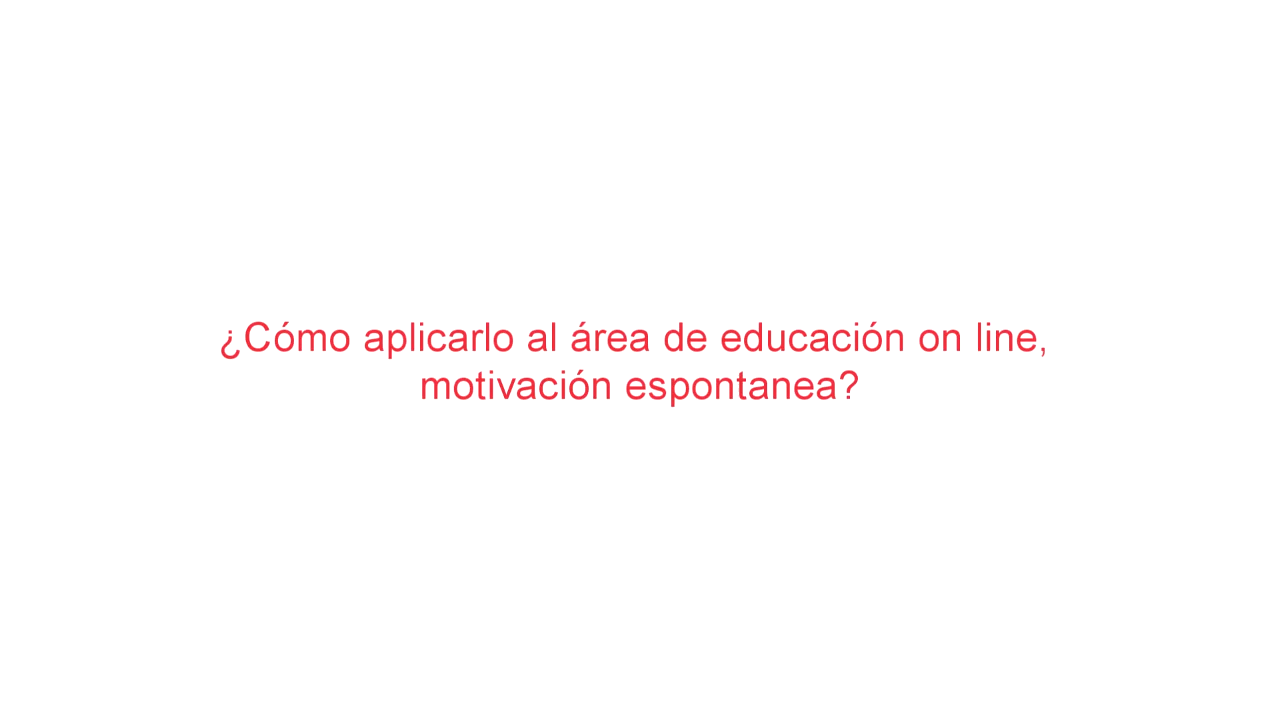 ¿Cómo aplicarlo al área de educación on line,
motivación espontanea?